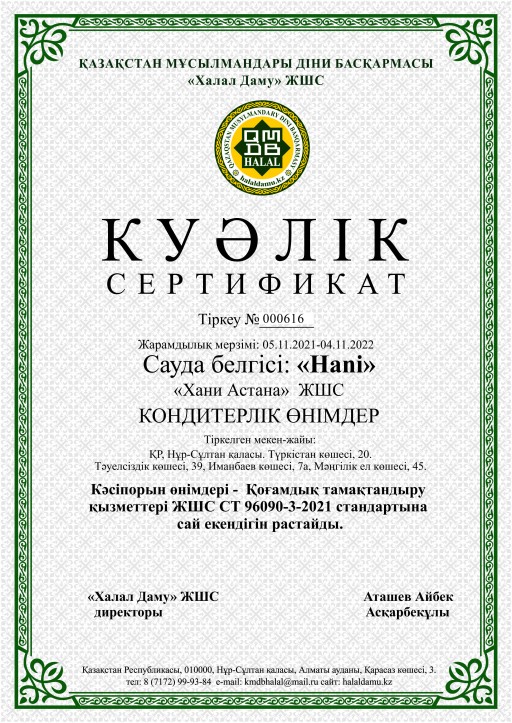 ҚАЗАҚСТАН МҰСЫЛМАНДАРЫ ДІНИ БАСҚАРМАСЫ
«Халал Даму» ЖШС
QAZAQSTAN MUSYLMANDARY DINI BASQARMASY
QM
DB
HALAL
halaldamu.kz
КУӘЛІК
СЕРТИФИКАТ
Тіркеу № 000616
Жарамдылық мерзімі: 05.11.2021-04.11.2022
Сауда белгісі: «Hani»
«Хани Астана» ЖШС
КОНДИТЕРЛІК ӨНІМДЕР
Тіркелген мекен-жайы:
ҚР, Нұр-Сұлтан қаласы. Түркістан көшесі, 20.
Тәуелсіздік көшесі, 39, Иманбаев көшесі, 7а, Мәңгілік ел көшесі, 45.
Кәсіпорын өнімдері - Қоғамдық тамақтандыру
қызметтері ЖШС СТ 96090-3-2021 стандартына
сай екендігін растайды.
«Халал Даму» ЖШС Аташев Айбек
директоры Асқарбекұлы
Қазақстан Республикасы, 010000, Нұр-Сұлтан қаласы, Алматы ауданы, Қарасаз көшесі, 3.
тел: 8 (7172) 99-93-84 e-mail: kmdbhalal@mail.ru сайт: halaldamu.kz